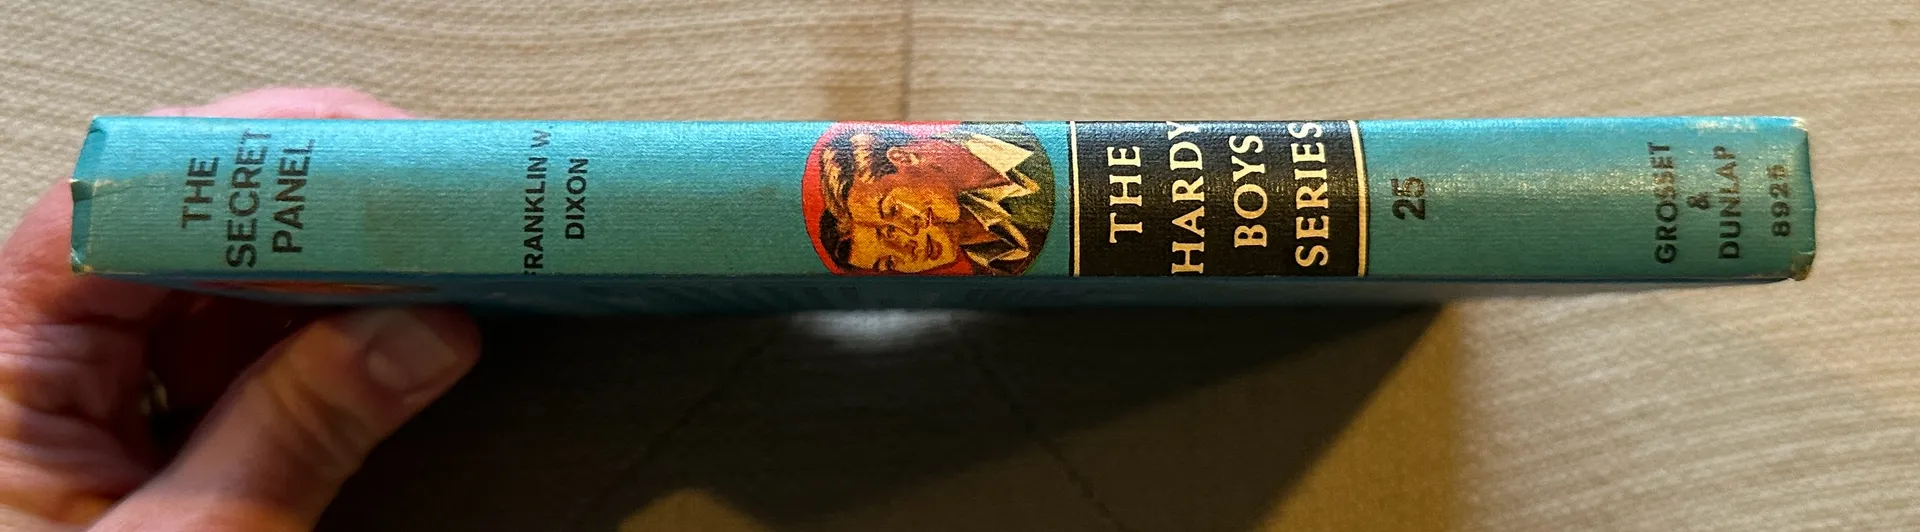 THE
SECRET
PANEL
FRANKLIN W.
DIXON
THE
HARDY
BOYS
SERIES
25
GROSSET
&
DUNLAP
8925